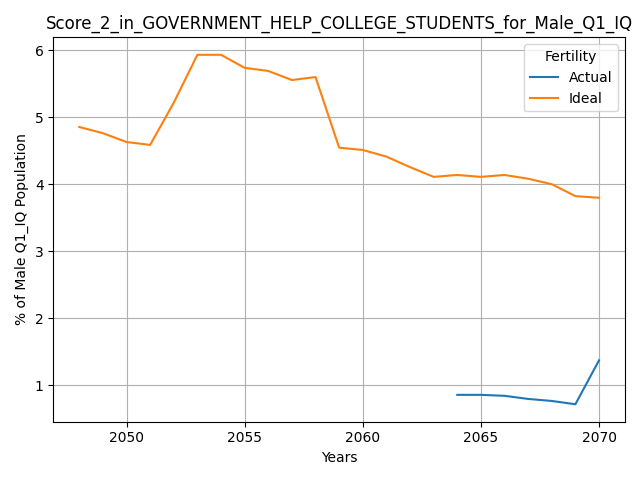 Score_2_in_GOVERNMENT_HELP_COLLEGE_STUDENTS_for_Male_Q1_IQ
Fertility
Actual
Ideal
% of Male Q1_IQ Population
6
5
4
3
2
1
2050 2055 2060 2065 2070
Years